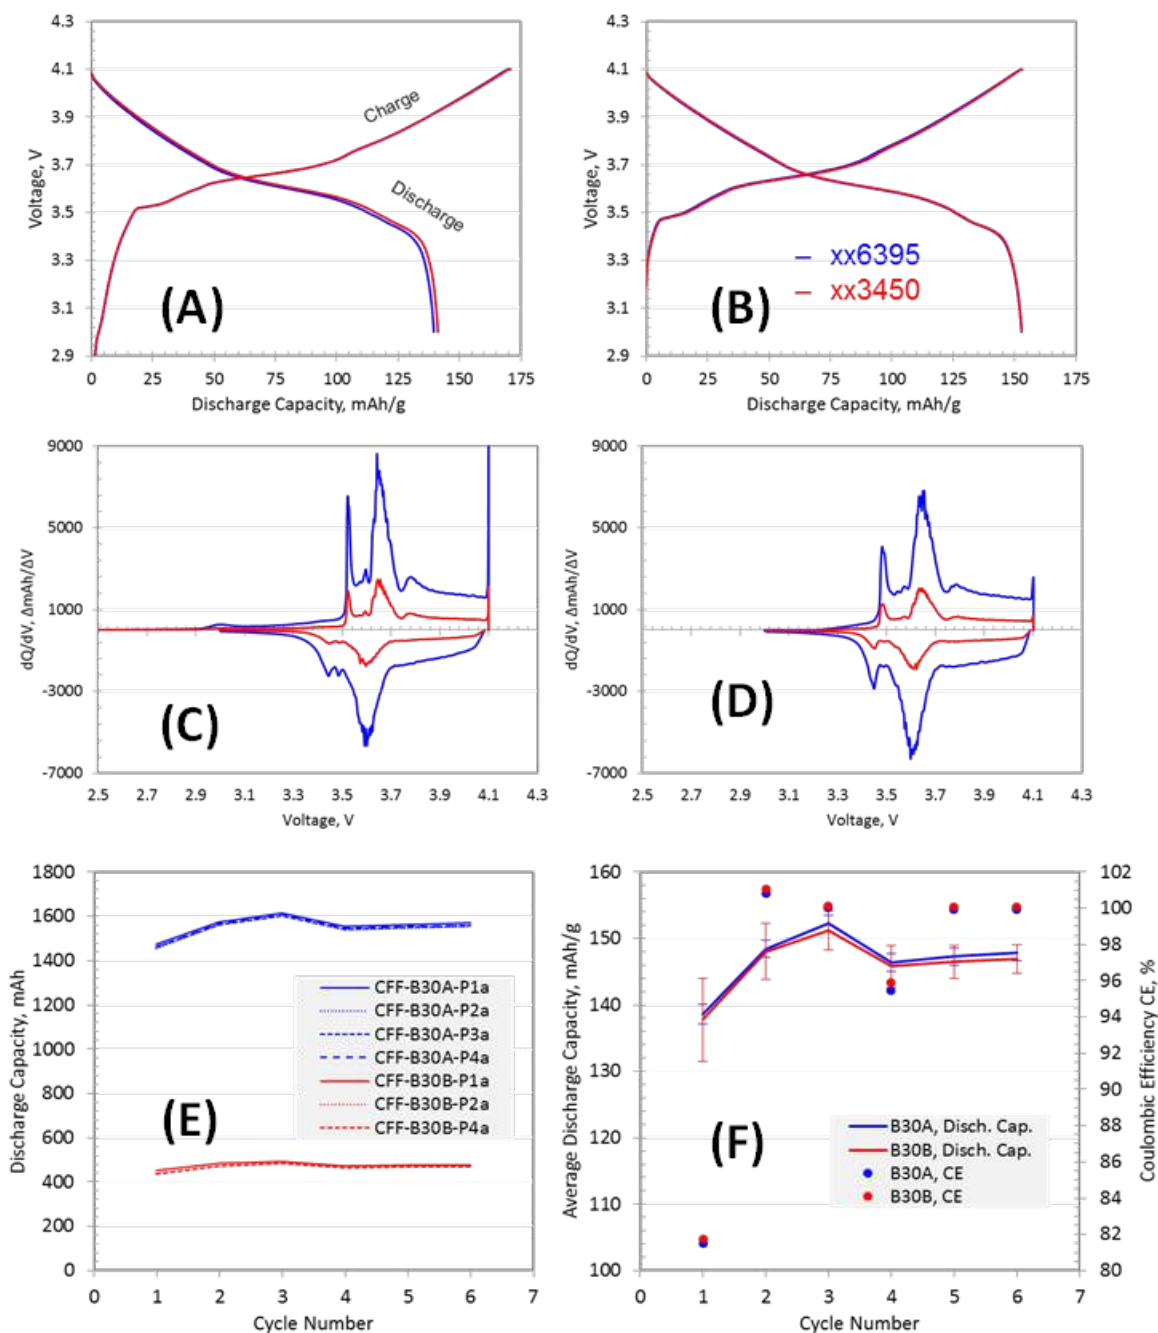 4.3
4.1
3.9
3.7
3.5
3.3
3.1
2.9
Voltage, V
Charge
Discharge
(A)
0 25 50 75 100 125 150 175
Discharge Capacity, mAh/g
4.3
4.1
3.9
3.7
3.5
3.3
3.1
2.9
Voltage, V
xx6395
xx3450
(B)
0 25 50 75 100 125 150 175
Discharge Capacity, mAh/g
9000
5000
1000
-3000
-7000
dQ/dV, ΔmAh/ΔV
(C)
2.5 2.7 2.9 3.1 3.3 3.5 3.7 3.9 4.1 4.3
Voltage, V
9000
5000
1000
-3000
-7000
dQ/dV, ΔmAh/ΔV
(D)
2.5 2.7 2.9 3.1 3.3 3.5 3.7 3.9 4.1 4.3
Voltage, V
1800
1600
1400
1200
1000
800
600
400
200
0
Discharge Capacity, mAh
CFF-B30A-P1a
CFF-B30A-P2a
CFF-B30A-P3a
CFF-B30A-P4a
CFF-B30B-P1a
CFF-B30B-P2a
CFF-B30B-P4a
(E)
0 1 2 3 4 5 6 7
Cycle Number
160
150
140
130
120
110
100
Average Discharge Capacity, mAh/g
102
100
98
96
94
92
90
88
86
84
82
80
Coulombic Efficiency CE, %
(F)
B30A, Disch. Cap.
B30B, Disch. Cap.
B30A, CE
B30B, CE
0 1 2 3 4 5 6 7
Cycle Number